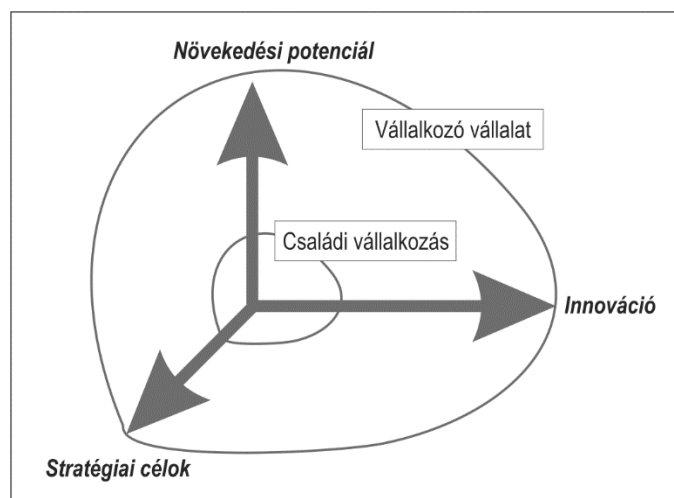 Növekedési potenciál
Vállalkozó vállalat
Családi vállalkozás
Innováció
Stratégiai célok